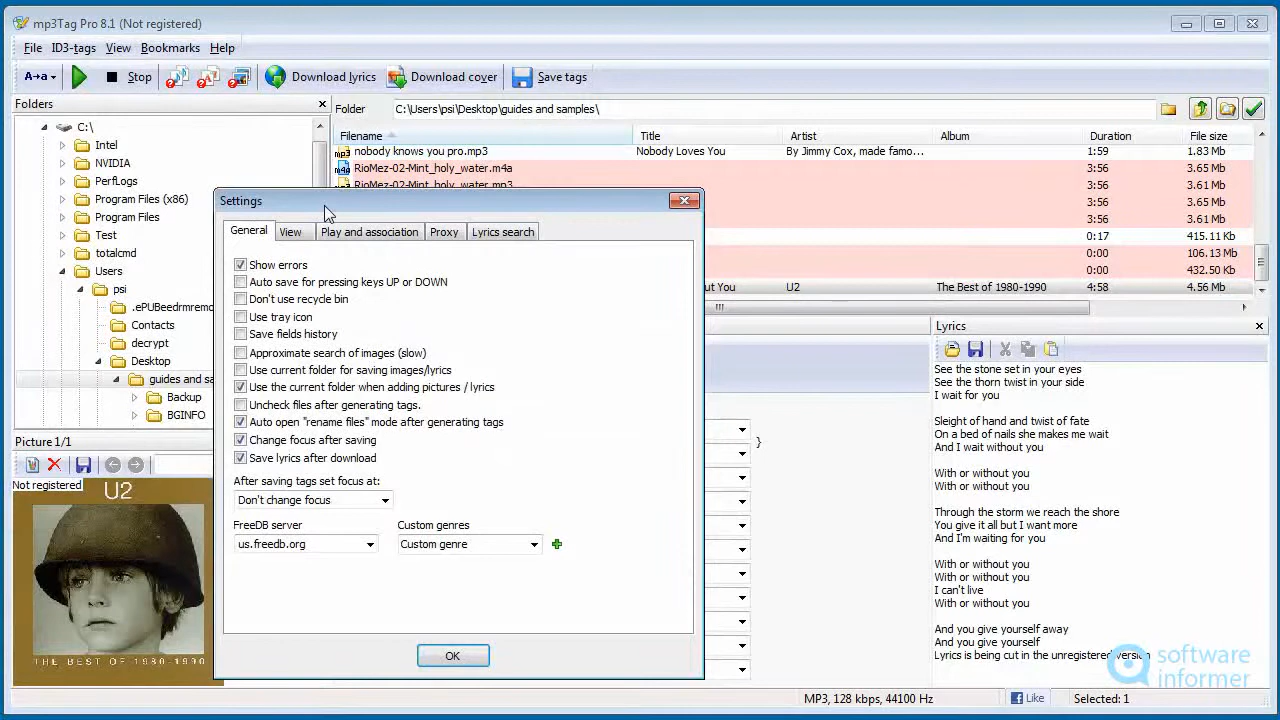 mp3Tag Pro 8.1 (Not registered)
File ID3-tags View Bookmarks Help
A→a Stop Download lyrics Download cover Save tags
Folders
Folder C:\Users\psi\Desktop\guides and samples\
C:\
Intel
NVIDIA
PerfLogs
Program Files (x86)
Program Files
Test
totalcmd
Users
psi
.ePUBeedrmremo
Contacts
decrypt
Desktop
guides and sa
Backup
BGINFO
Filename Title Artist Album Duration File size
nobody knows you pro.mp3 Nobody Loves You By Jimmy Cox, made famo... 1:59 1.83 Mb
RioMez-02-Mint_holy_water.m4a 3:56 3.65 Mb
RioMez-02-Mint_holy_water.mp3 3:56 3.65 Mb
3:56 3.61 Mb
3:56 3.61 Mb
0:17 415.11 Kb
0:00 106.13 Mb
0:00 432.50 Kb
out You U2 The Best of 1980-1990 4:58 4.56 Mb
Settings
General View Play and association Proxy Lyrics search
Show errors
Auto save for pressing keys UP or DOWN
Don't use recycle bin
Use tray icon
Save fields history
Approximate search of images (slow)
Use current folder for saving images/lyrics
Use the current folder when adding pictures / lyrics
Uncheck files after generating tags.
Auto open "rename files" mode after generating tags
Change focus after saving
Save lyrics after download
After saving tags set focus at:
Don't change focus
FreeDB server Custom genres
us.freedb.org Custom genre
OK
}
Picture 1/1
Not registered
U2
THE BEST OF 1980-1990
Lyrics
See the stone set in your eyes
See the thorn twist in your side
I wait for you
Sleight of hand and twist of fate
On a bed of nails she makes me wait
And I wait without you
With or without you
With or without you
Through the storm we reach the shore
You give it all but I want more
And I'm waiting for you
With or without you
With or without you
I can't live
With or without you
And you give yourself away
And you give yourself
Lyrics is being cut in the unregistered version
software
informer
MP3, 128 kbps, 44100 Hz Like Selected: 1